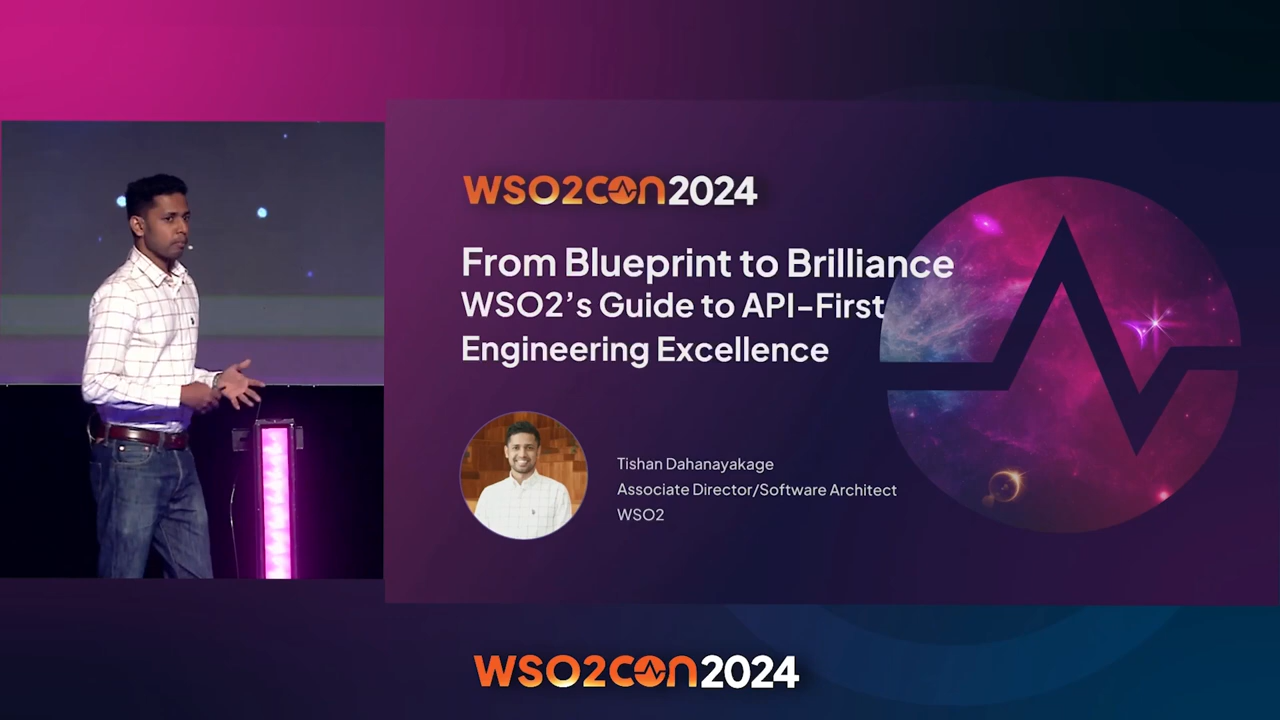 WSO2CON2024
From Blueprint to Brilliance
WSO2's Guide to API-First
Engineering Excellence
Tishan Dahanayakage
Associate Director/Software Architect
WSO2
WSO2CON2024